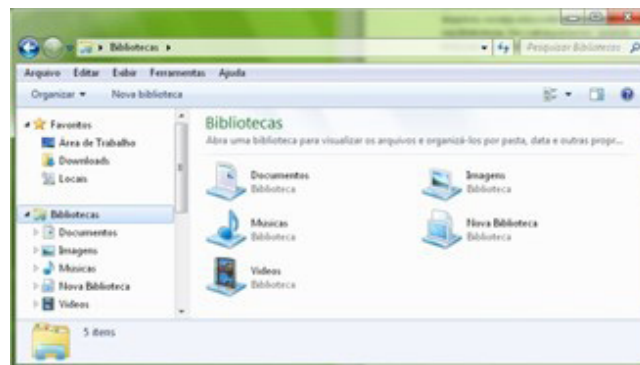 Bibliotecas
Pesquisar Bibliotecas
Arquivo Editar Exibir Ferramentas Ajuda
Organizar Nova biblioteca
Favoritos
Área de Trabalho
Downloads
Locais
Bibliotecas
Documentos
Imagens
Músicas
Nova Biblioteca
Vídeos
Bibliotecas
Abra uma biblioteca para visualizar os arquivos e organizá-los por pasta, data e outras propr...
Documentos
Biblioteca
Imagens
Biblioteca
Músicas
Biblioteca
Nova Biblioteca
Biblioteca
Vídeos
Biblioteca
5 itens